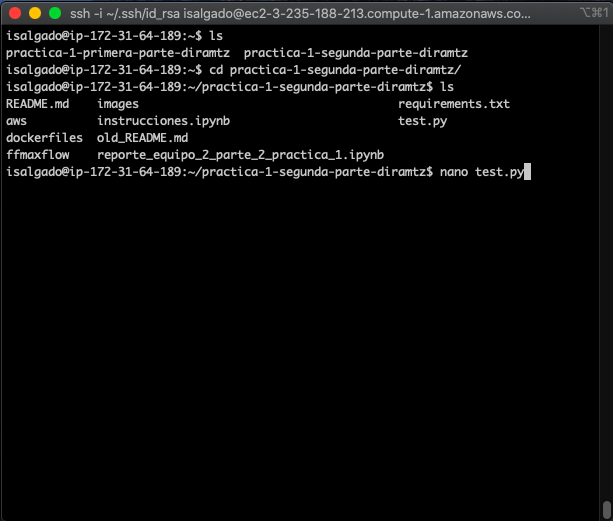 ssh -i ~/.ssh/id_rsa isalgado@ec2-3-235-188-213.compute-1.amazonaws.co... ⌥⌘1
isalgado@ip-172-31-64-189:~$ ls
practica-1-primera-parte-diramtz  practica-1-segunda-parte-diramtz
isalgado@ip-172-31-64-189:~$ cd practica-1-segunda-parte-diramtz/
isalgado@ip-172-31-64-189:~/practica-1-segunda-parte-diramtz$ ls
README.md    images                                     requirements.txt
aws          instrucciones.ipynb                        test.py
dockerfiles  old_README.md
ffmaxflow    reporte_equipo_2_parte_2_practica_1.ipynb
isalgado@ip-172-31-64-189:~/practica-1-segunda-parte-diramtz$ nano test.py